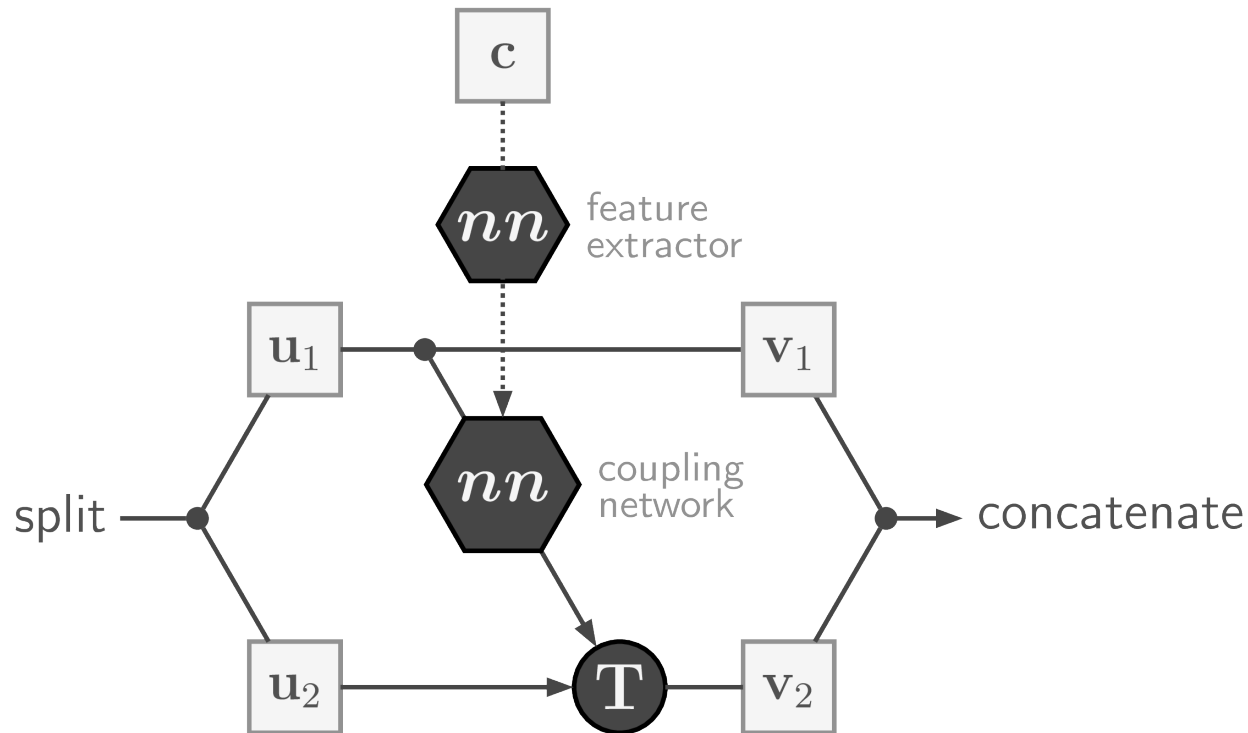 c
nn
feature
extractor
u₁
v₁
nn
coupling
network
split
concatenate
u₂
T
v₂